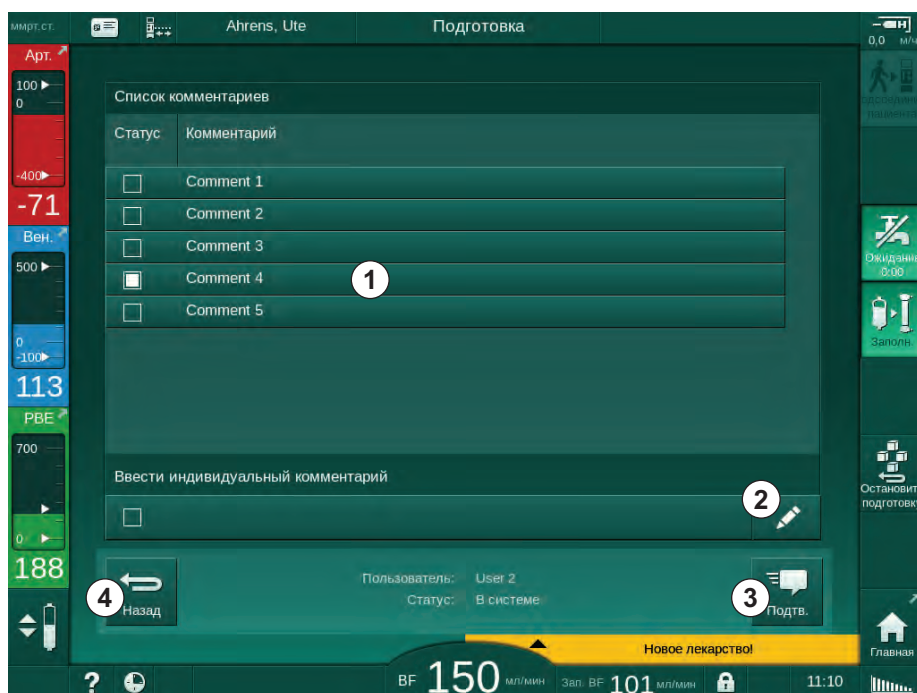 ммрт.ст.
Ahrens, Ute
Подготовка
0,0 м/ч
Арт.
100
0
-400
-71
Вен.
500
0
-100
113
PBE
700
0
188
Список комментариев
Статус Комментарий
Comment 1
Comment 2
Comment 3
Comment 4
1
Comment 5
Ввести индивидуальный комментарий
2
4
Назад
Пользователь: User 2
Статус: В системе
3
Подтв.
Новое лекарство!
пациента
Ожидание
0:00
Заполн.
Остановит
подготовк
Главная
?
BF 150 мл/мин
Зап. BF 101 мл/мин
11:10